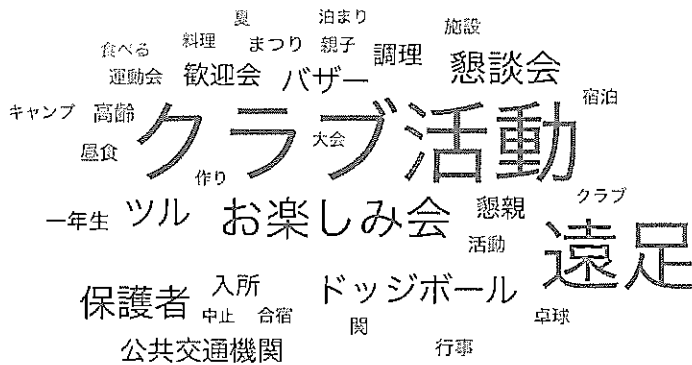 夏 泊まり 施設
食べる 料理 まつり 親子 調理 懇談会
運動会 歓迎会 バザー
キャンプ 高齢 クラブ活動 宿泊
昼食 大会
作り
一年生 ツル お楽しみ会 懇親 クラブ
活動 遠足
保護者 入所 ドッジボール
中止 合宿 関 卓球
公共交通機関 行事